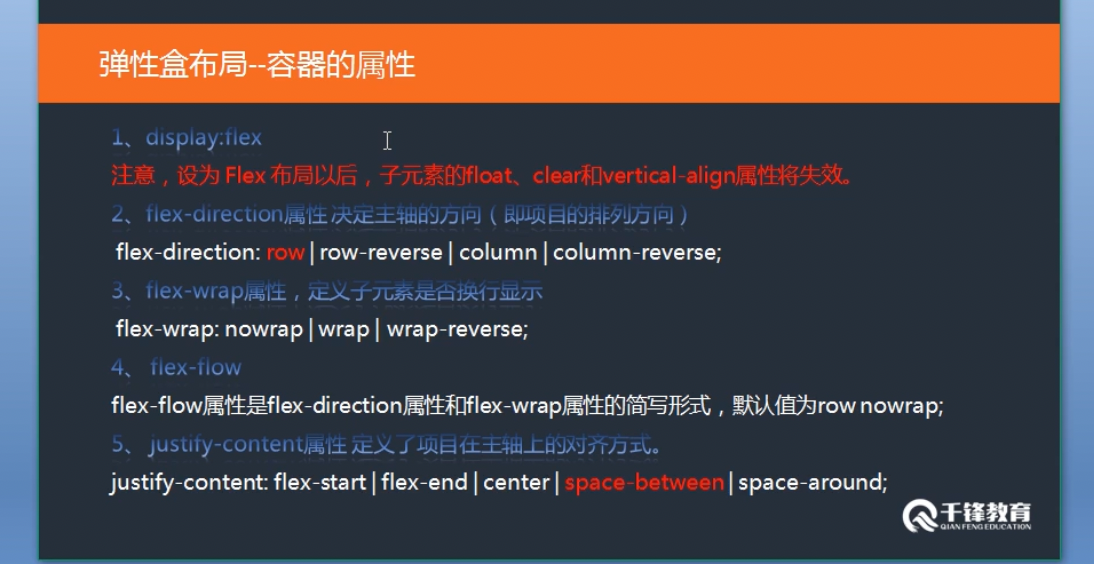 弹性盒布局--容器的属性
1、display:flex
注意，设为 Flex 布局以后，子元素的float、clear和vertical-align属性将失效。
2、flex-direction属性 决定主轴的方向（即项目的排列方向）
flex-direction: row | row-reverse | column | column-reverse;
3、flex-wrap属性，定义子元素是否换行显示
flex-wrap: nowrap | wrap | wrap-reverse;
4、 flex-flow
flex-flow属性是flex-direction属性和flex-wrap属性的简写形式，默认值为row nowrap;
5、 justify-content属性 定义了项目在主轴上的对齐方式。
justify-content: flex-start | flex-end | center | space-between | space-around;
千锋教育
QIANFENG EDUCATION